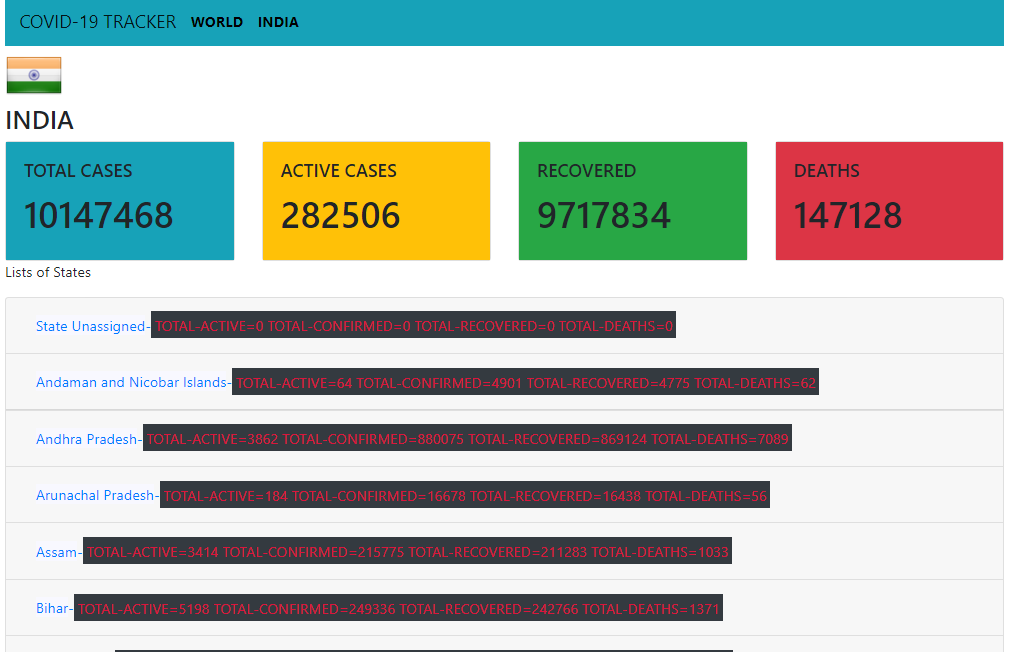 COVID-19 TRACKER WORLD INDIA
INDIA
TOTAL CASES
10147468
ACTIVE CASES
282506
RECOVERED
9717834
DEATHS
147128
Lists of States
State Unassigned- TOTAL-ACTIVE=0 TOTAL-CONFIRMED=0 TOTAL-RECOVERED=0 TOTAL-DEATHS=0
Andaman and Nicobar Islands- TOTAL-ACTIVE=64 TOTAL-CONFIRMED=4901 TOTAL-RECOVERED=4775 TOTAL-DEATHS=62
Andhra Pradesh- TOTAL-ACTIVE=3862 TOTAL-CONFIRMED=880075 TOTAL-RECOVERED=869124 TOTAL-DEATHS=7089
Arunachal Pradesh- TOTAL-ACTIVE=184 TOTAL-CONFIRMED=16678 TOTAL-RECOVERED=16438 TOTAL-DEATHS=56
Assam- TOTAL-ACTIVE=3414 TOTAL-CONFIRMED=215775 TOTAL-RECOVERED=211283 TOTAL-DEATHS=1033
Bihar- TOTAL-ACTIVE=5198 TOTAL-CONFIRMED=249336 TOTAL-RECOVERED=242766 TOTAL-DEATHS=1371